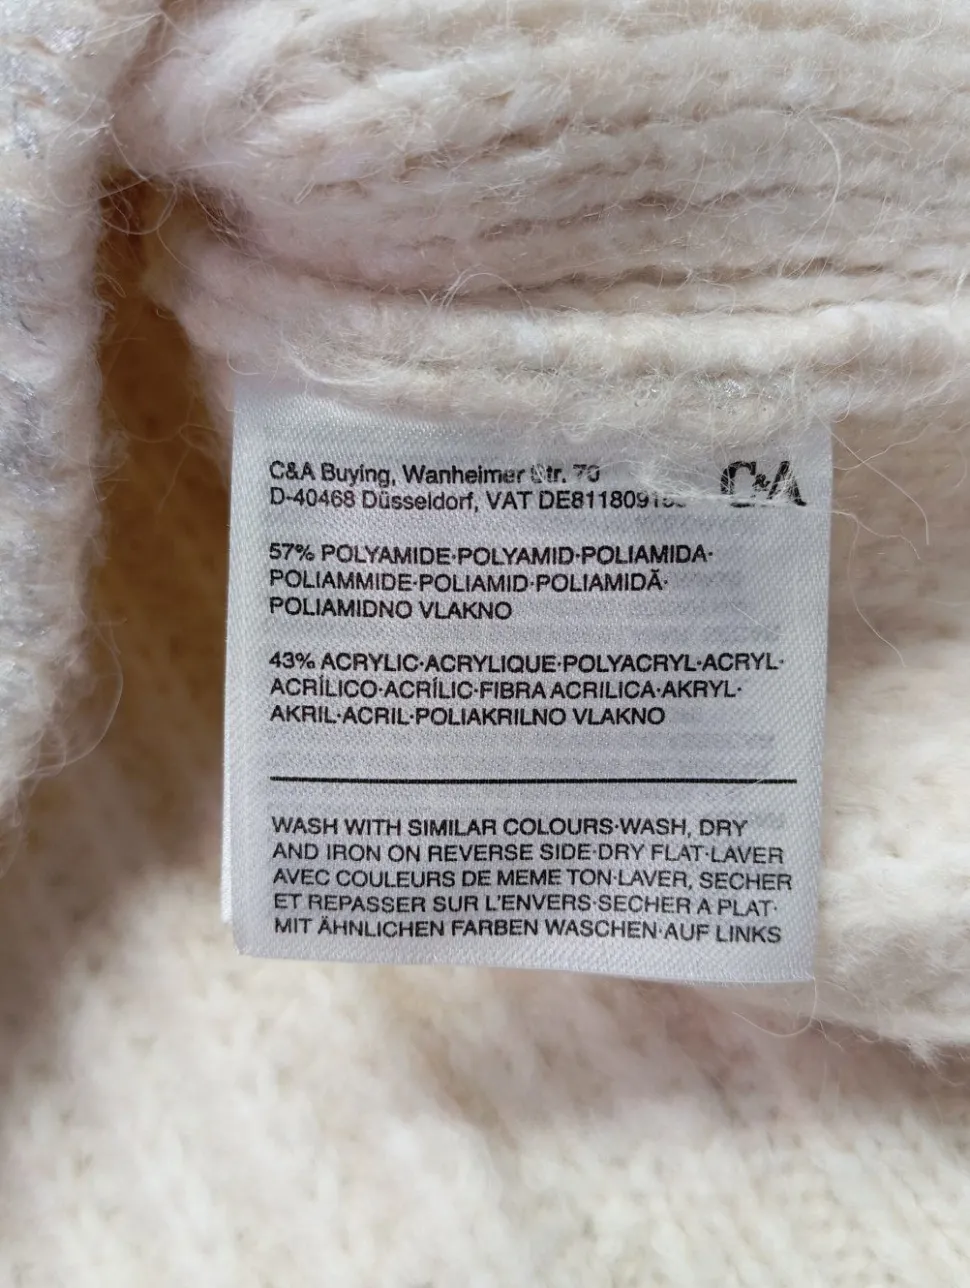 C&A Buying, Wanheimer Str. 70
C&A
D-40468 Düsseldorf, VAT
57% POLYAMIDE·POLYAMID·POLIAMIDA·
POLIAMMIDE·POLIAMID·POLIAMIDĂ·
POLIAMIDNO VLAKNO
43% ACRYLIC·ACRYLIQUE·POLYACRYL·ACRYL·
ACRÍLICO·ACRÍLIC·FIBRA ACRILICA·AKRYL·
AKRIL·ACRIL·POLIAKRILNO VLAKNO
WASH WITH SIMILAR COLOURS·WASH, DRY
AND IRON ON REVERSE SIDE·DRY FLAT·LAVER
AVEC COULEURS DE MEME TON·LAVER, SECHER
ET REPASSER SUR L'ENVERS·SECHER A PLAT·
MIT ÄHNLICHEN FARBEN WASCHEN·AUF LINKS